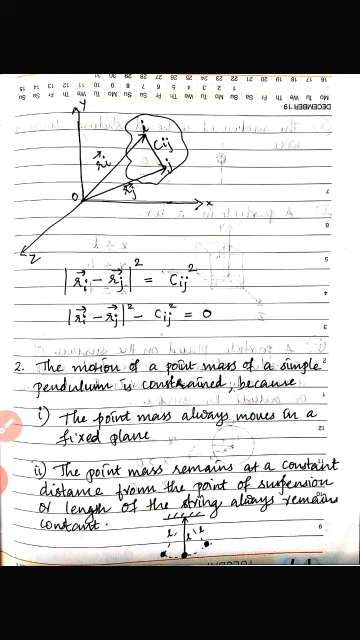 DECEMBER'19
Y
i
Cij
ri
j
rj
O
x
Z
|ri - rj|² = Cij²
|ri - rj|² - Cij² = 0
2. The motion of a point mass of a simple
pendulum is constrained, because
i) The point mass always moves in a
fixed plane
ii) The point mass remains at a constant
distance from the point of suspension
or length of the string always remains
constant.
l l l